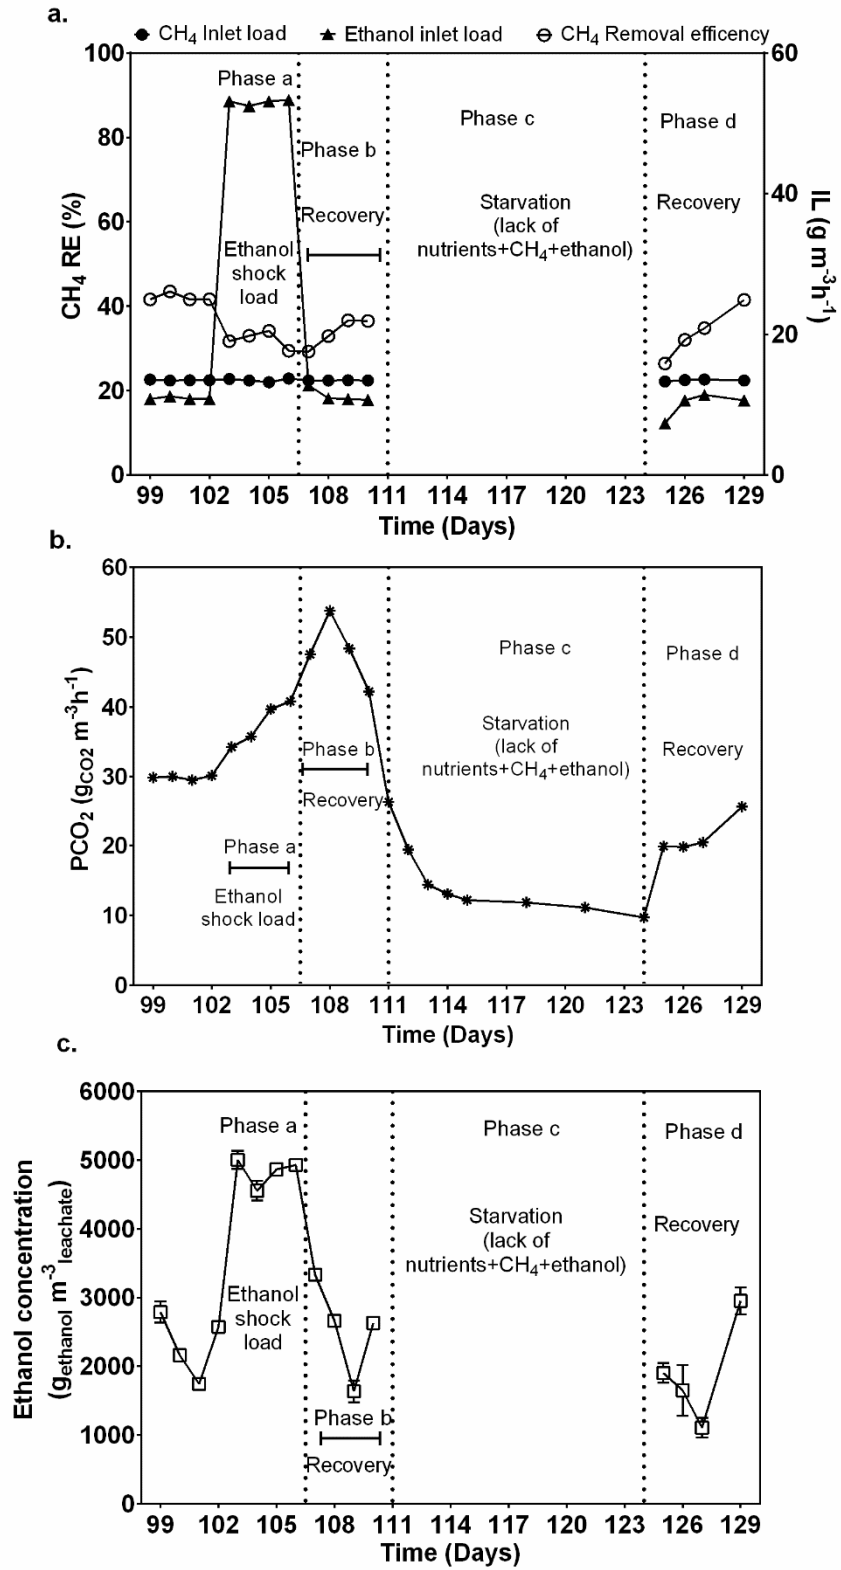 a.
CH4 Inlet load
Ethanol inlet load
CH4 Removal efficency
100
80
60
40
20
0
CH4 RE (%)
60
40
20
0
IL (g m-3h-1)
Phase a
Ethanol
shock
load
Phase b
Recovery
Phase c
Starvation
(lack of
nutrients+CH4+ethanol)
Phase d
Recovery
99 102 105 108 111 114 117 120 123 126 129
Time (Days)
b.
60
50
40
30
20
10
0
PCO2 (gCO2 m-3h-1)
Phase a
Ethanol
shock load
Phase b
Recovery
Phase c
Starvation
(lack of
nutrients+CH4+ethanol)
Phase d
Recovery
99 102 105 108 111 114 117 120 123 126 129
Time (Days)
c.
6000
5000
4000
3000
2000
1000
0
Ethanol concentration
(gethanol m-3leachate)
Phase a
Ethanol
shock
load
Phase b
Recovery
Phase c
Starvation
(lack of
nutrients+CH4+ethanol)
Phase d
Recovery
99 102 105 108 111 114 117 120 123 126 129
Time (Days)